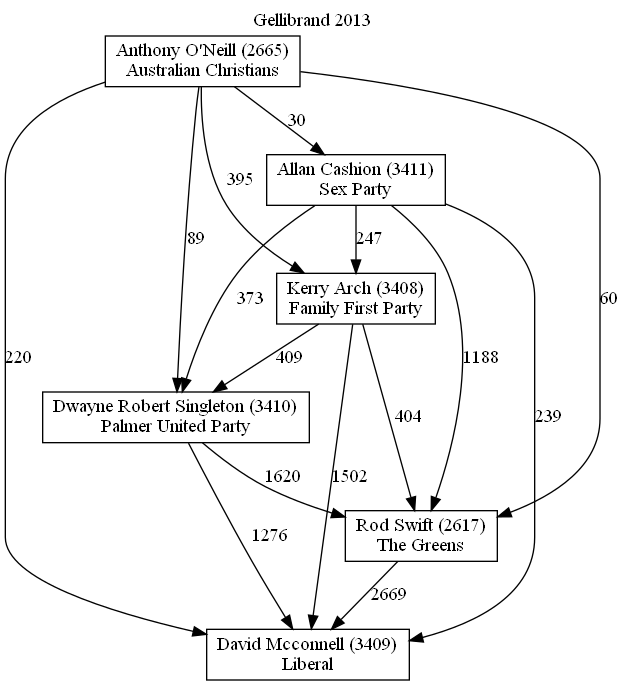 Gellibrand 2013
Anthony O'Neill (2665)
Australian Christians
30
Allan Cashion (3411)
Sex Party
395
89
247
Kerry Arch (3408)
Family First Party
373
60
220
409
1188
Dwayne Robert Singleton (3410)
Palmer United Party
404
239
1620
1502
Rod Swift (2617)
The Greens
1276
2669
David Mcconnell (3409)
Liberal